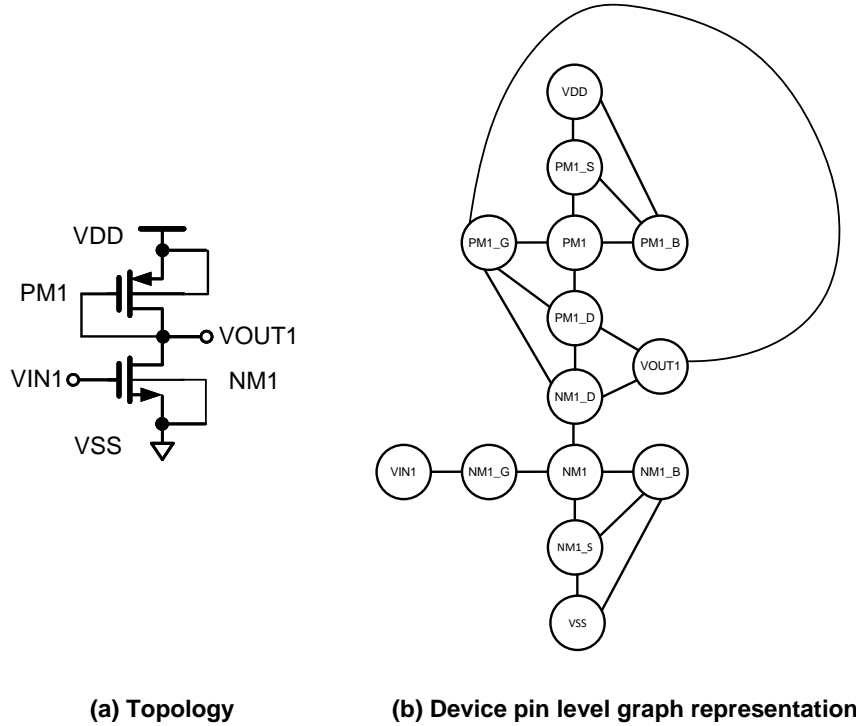 VDD
PM1
VOUT1
VIN1
NM1
VSS
VDD
PM1_S
PM1_G
PM1
PM1_B
PM1_D
VOUT1
NM1_D
VIN1
NM1_G
NM1
NM1_B
NM1_S
VSS
(a) Topology
(b) Device pin level graph representation